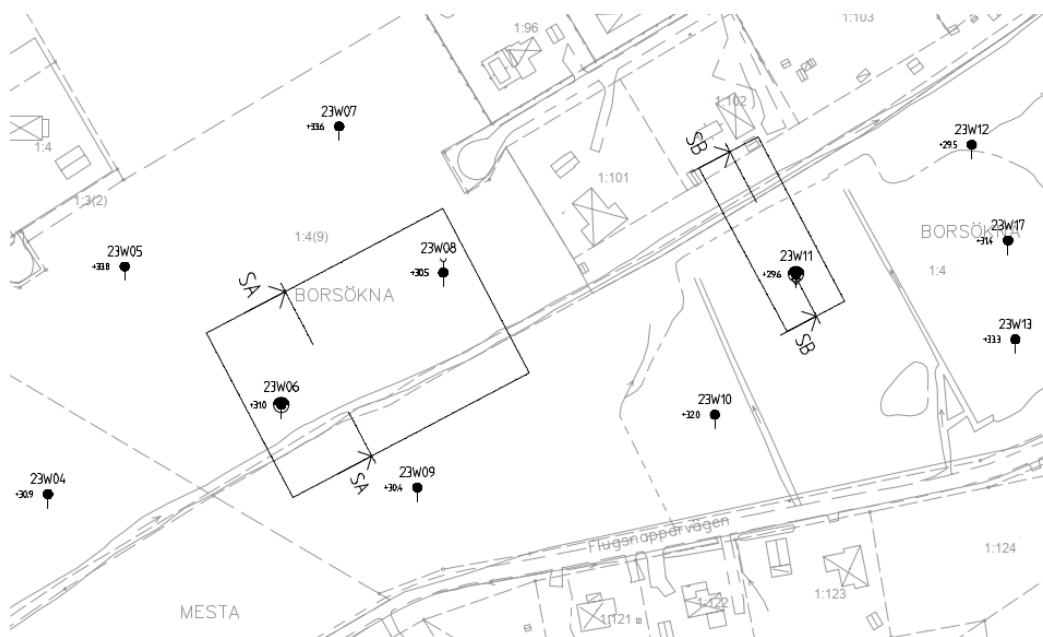 1:96
1:103
23W07
+33.6
1:102
1:4
23W12
+29.5
SB
1:101
1:3(2)
BORSÖKNA
23W17
+31.4
1:4(9)
23W05
+33.8
23W08
+30.5
23W11
+29.6
1:4
SA
BORSÖKNA
23W13
+33.3
SB
23W06
+31.0
23W10
+32.0
23W04
+30.9
23W09
+30.4
SA
Flugsnapparvägen
1:124
1:123
1:122
MESTA
1:121